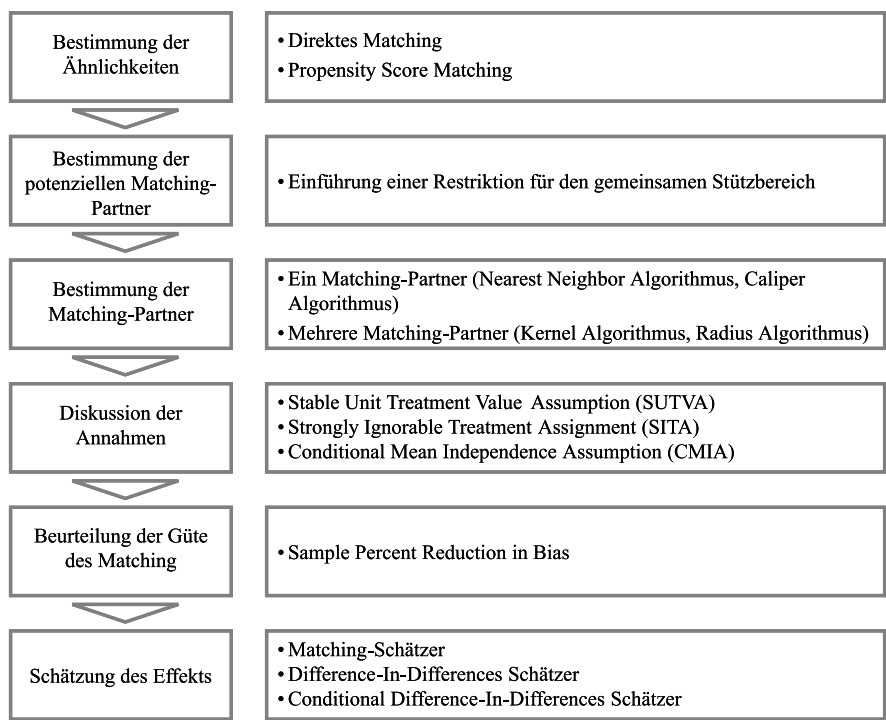 Bestimmung der
Ähnlichkeiten
• Direktes Matching
• Propensity Score Matching
Bestimmung der
potenziellen Matching-
Partner
• Einführung einer Restriktion für den gemeinsamen Stützbereich
Bestimmung der
Matching-Partner
• Ein Matching-Partner (Nearest Neighbor Algorithmus, Caliper
Algorithmus)
• Mehrere Matching-Partner (Kernel Algorithmus, Radius Algorithmus)
Diskussion der
Annahmen
• Stable Unit Treatment Value Assumption (SUTVA)
• Strongly Ignorable Treatment Assignment (SITA)
• Conditional Mean Independence Assumption (CMIA)
Beurteilung der Güte
des Matching
• Sample Percent Reduction in Bias
Schätzung des Effekts
• Matching-Schätzer
• Difference-In-Differences Schätzer
• Conditional Difference-In-Differences Schätzer